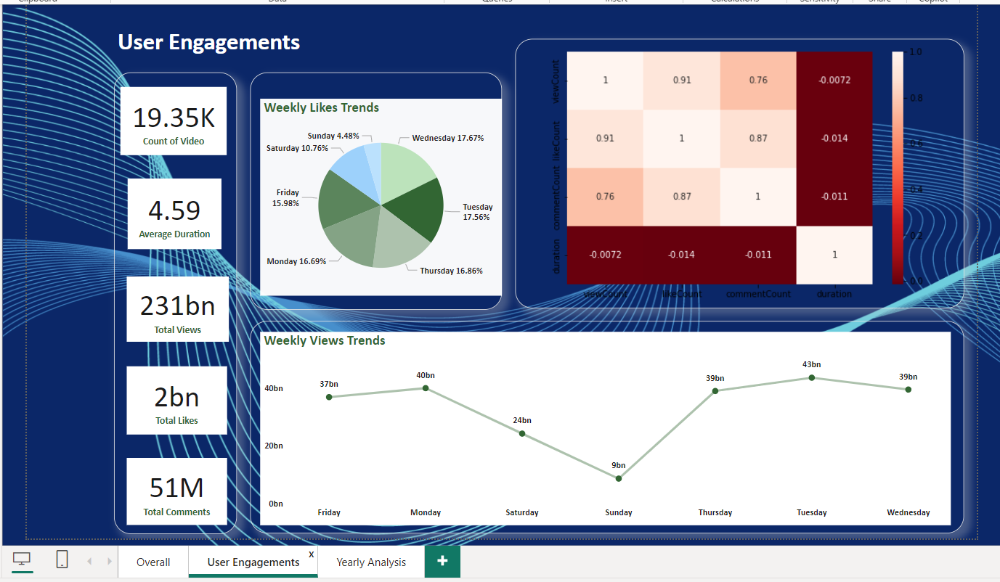 Clipboard
Data
Queries
Insert
Calculations
Sensitivity
Share
Copilot
User Engagements
19.35K
Count of Video
4.59
Average Duration
231bn
Total Views
2bn
Total Likes
51M
Total Comments
Weekly Likes Trends
Sunday 4.48%
Wednesday 17.67%
Saturday 10.76%
Friday
15.98%
Tuesday
17.56%
Monday 16.69%
Thursday 16.86%
viewCount
1
0.91
0.76
-0.0072
likeCount
0.91
1
0.87
-0.014
commentCount
0.76
0.87
1
-0.011
duration
-0.0072
-0.014
-0.011
1
viewCount
likeCount
commentCount
duration
1.0
0.8
0.6
0.4
0.2
0.0
Weekly Views Trends
40bn
20bn
0bn
37bn
40bn
24bn
9bn
39bn
43bn
39bn
Friday
Monday
Saturday
Sunday
Thursday
Tuesday
Wednesday
Overall
User Engagements
x
Yearly Analysis
+